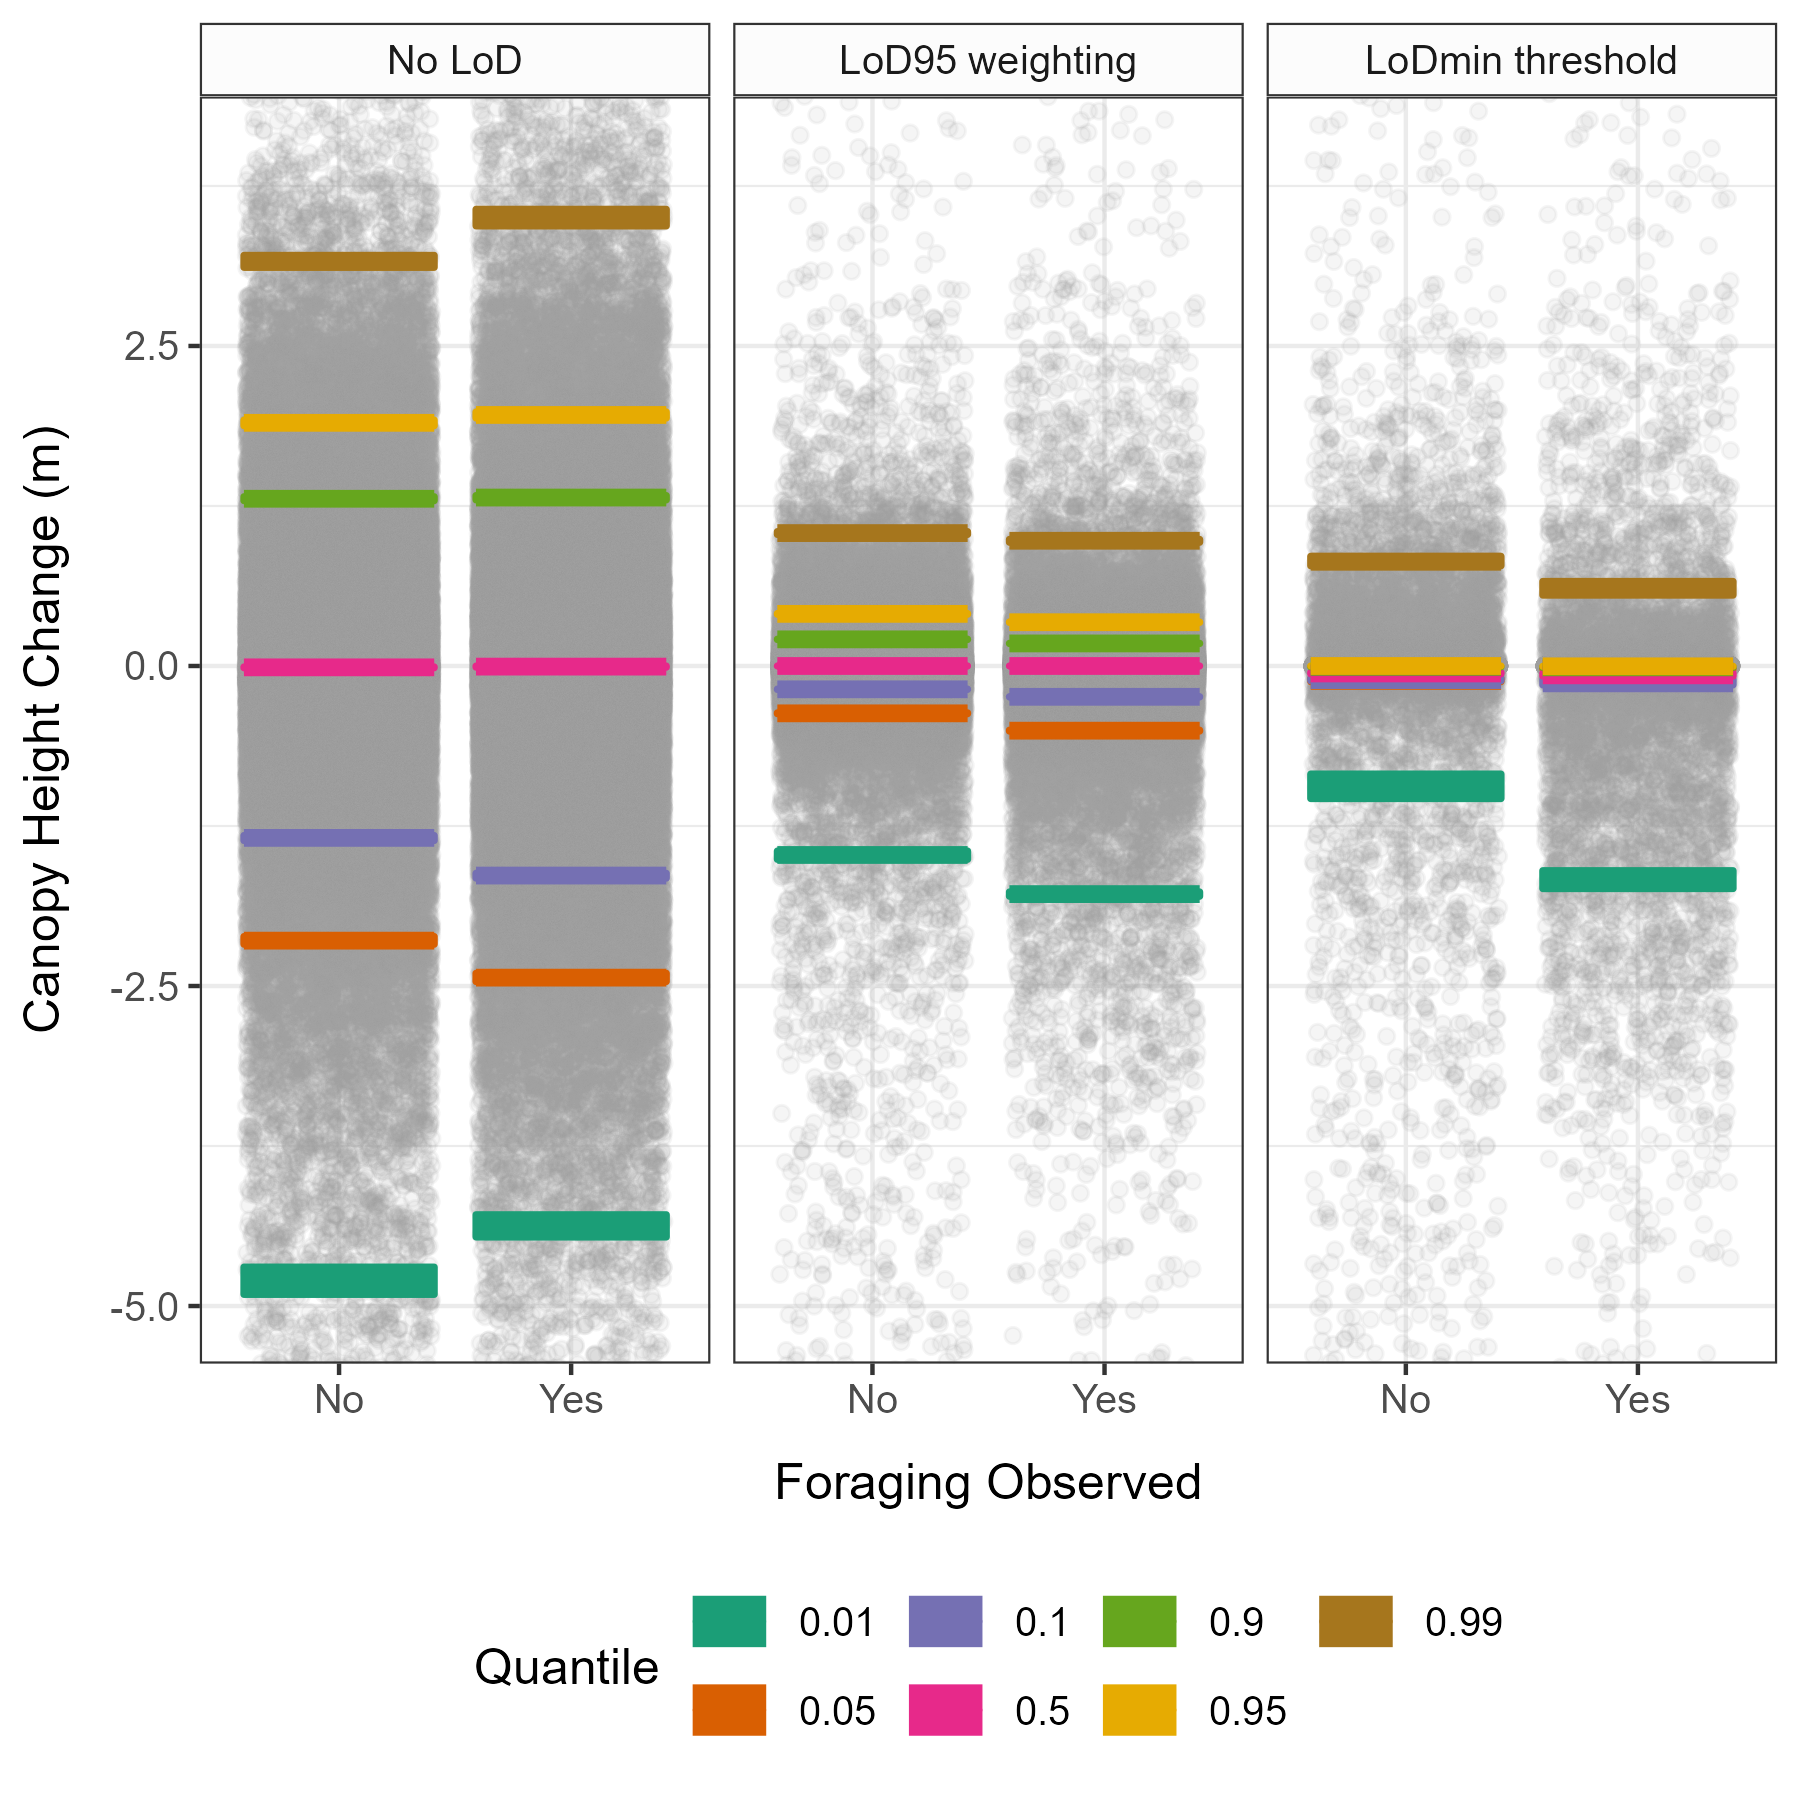 No LoD
LoD95 weighting
LoDmin threshold
Canopy Height Change (m)
2.5
0.0
-2.5
-5.0
No
Yes
No
Yes
No
Yes
Foraging Observed
Quantile
0.01
0.1
0.9
0.99
0.05
0.5
0.95